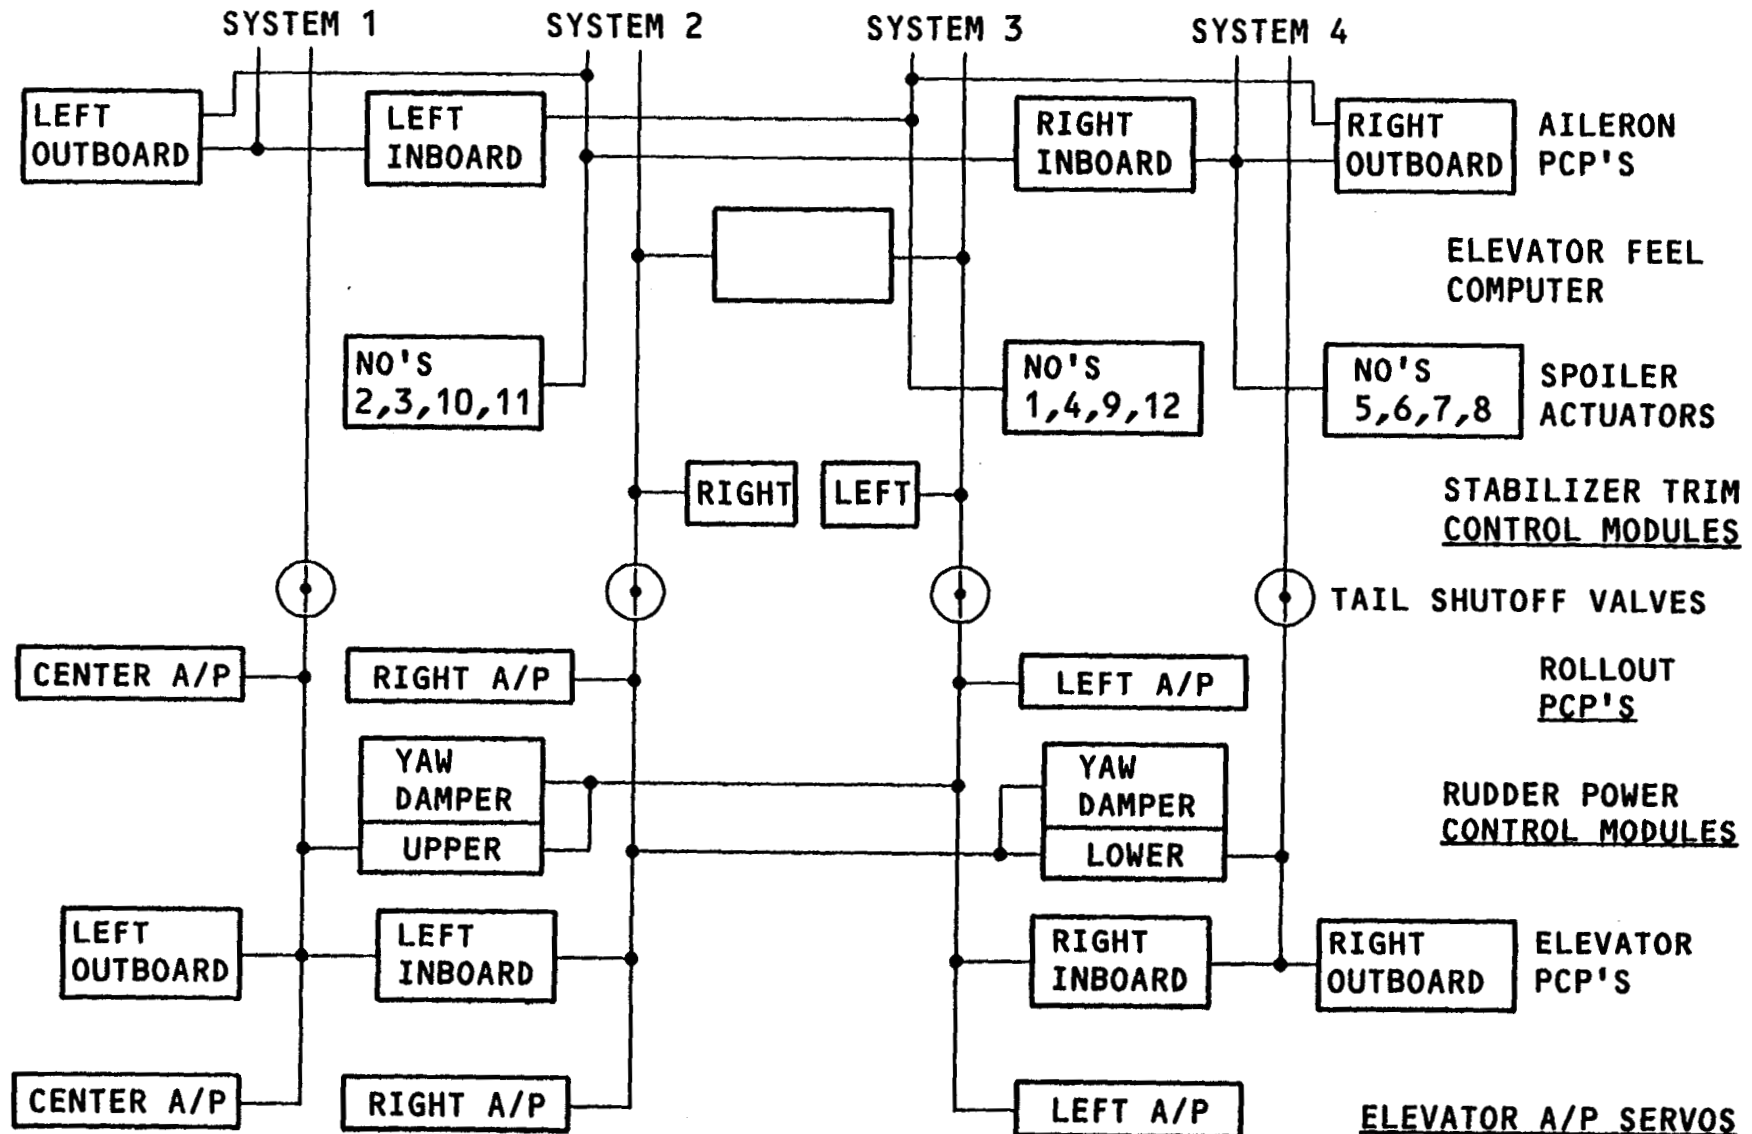 SYSTEM 1
SYSTEM 2
SYSTEM 3
SYSTEM 4
LEFT
OUTBOARD
LEFT
INBOARD
RIGHT
INBOARD
RIGHT
OUTBOARD
AILERON
PCP'S
ELEVATOR FEEL
COMPUTER
NO'S
2,3,10,11
NO'S
1,4,9,12
NO'S
5,6,7,8
SPOILER
ACTUATORS
RIGHT
LEFT
STABILIZER TRIM
CONTROL MODULES
TAIL SHUTOFF VALVES
CENTER A/P
RIGHT A/P
LEFT A/P
ROLLOUT
PCP'S
YAW
DAMPER
UPPER
YAW
DAMPER
LOWER
RUDDER POWER
CONTROL MODULES
LEFT
OUTBOARD
LEFT
INBOARD
RIGHT
INBOARD
RIGHT
OUTBOARD
ELEVATOR
PCP'S
CENTER A/P
RIGHT A/P
LEFT A/P
ELEVATOR A/P SERVOS